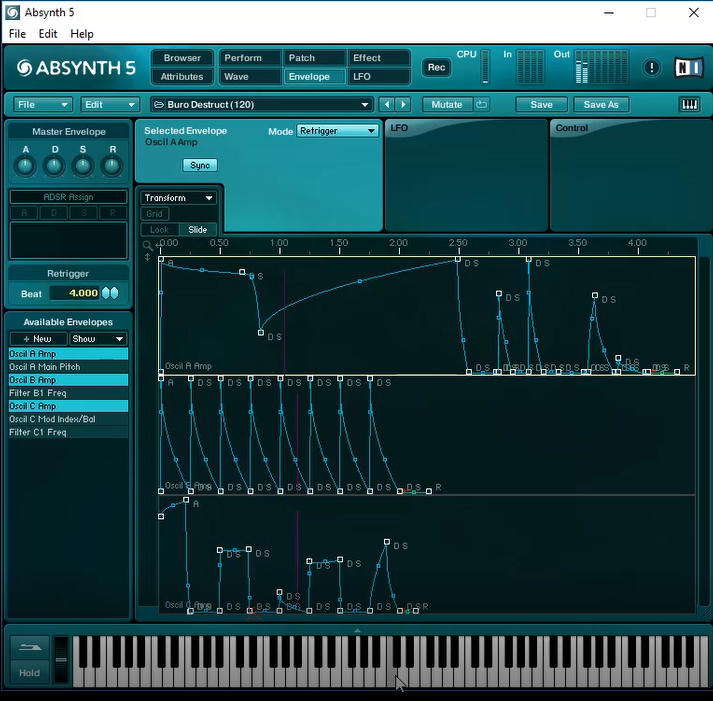 Absynth 5
File Edit Help
ABSYNTH 5
Browser Perform Patch Effect
Attributes Wave Envelope LFO
Rec CPU In Out ! NI
File Edit Buro Destruct (120) Mutate Save Save As
Master Envelope
A D S R
ADSR Assign
A D S R
Retrigger
Beat 4.000
Available Envelopes
+ New Show
Oscil A Amp
Oscil A Main Pitch
Oscil B Amp
Filter B1 Freq
Oscil C Amp
Oscil C Mod Index/Bal
Filter C1 Freq
Selected Envelope Mode Retrigger
Oscil A Amp
Sync
LFO
Control
Transform
Grid
Lock Slide
0.00 0.50 1.00 1.50 2.00 2.50 3.00 3.50 4.00
A D S D S D S D S
D S D S
D S
Oscil A Amp D S R
A D S D S D S D S D S D S D S
D S D S D S D S D S D S D S R
A
D S D S D S D S D S
D S
D S D S D S D S D S D S D S R
Hold